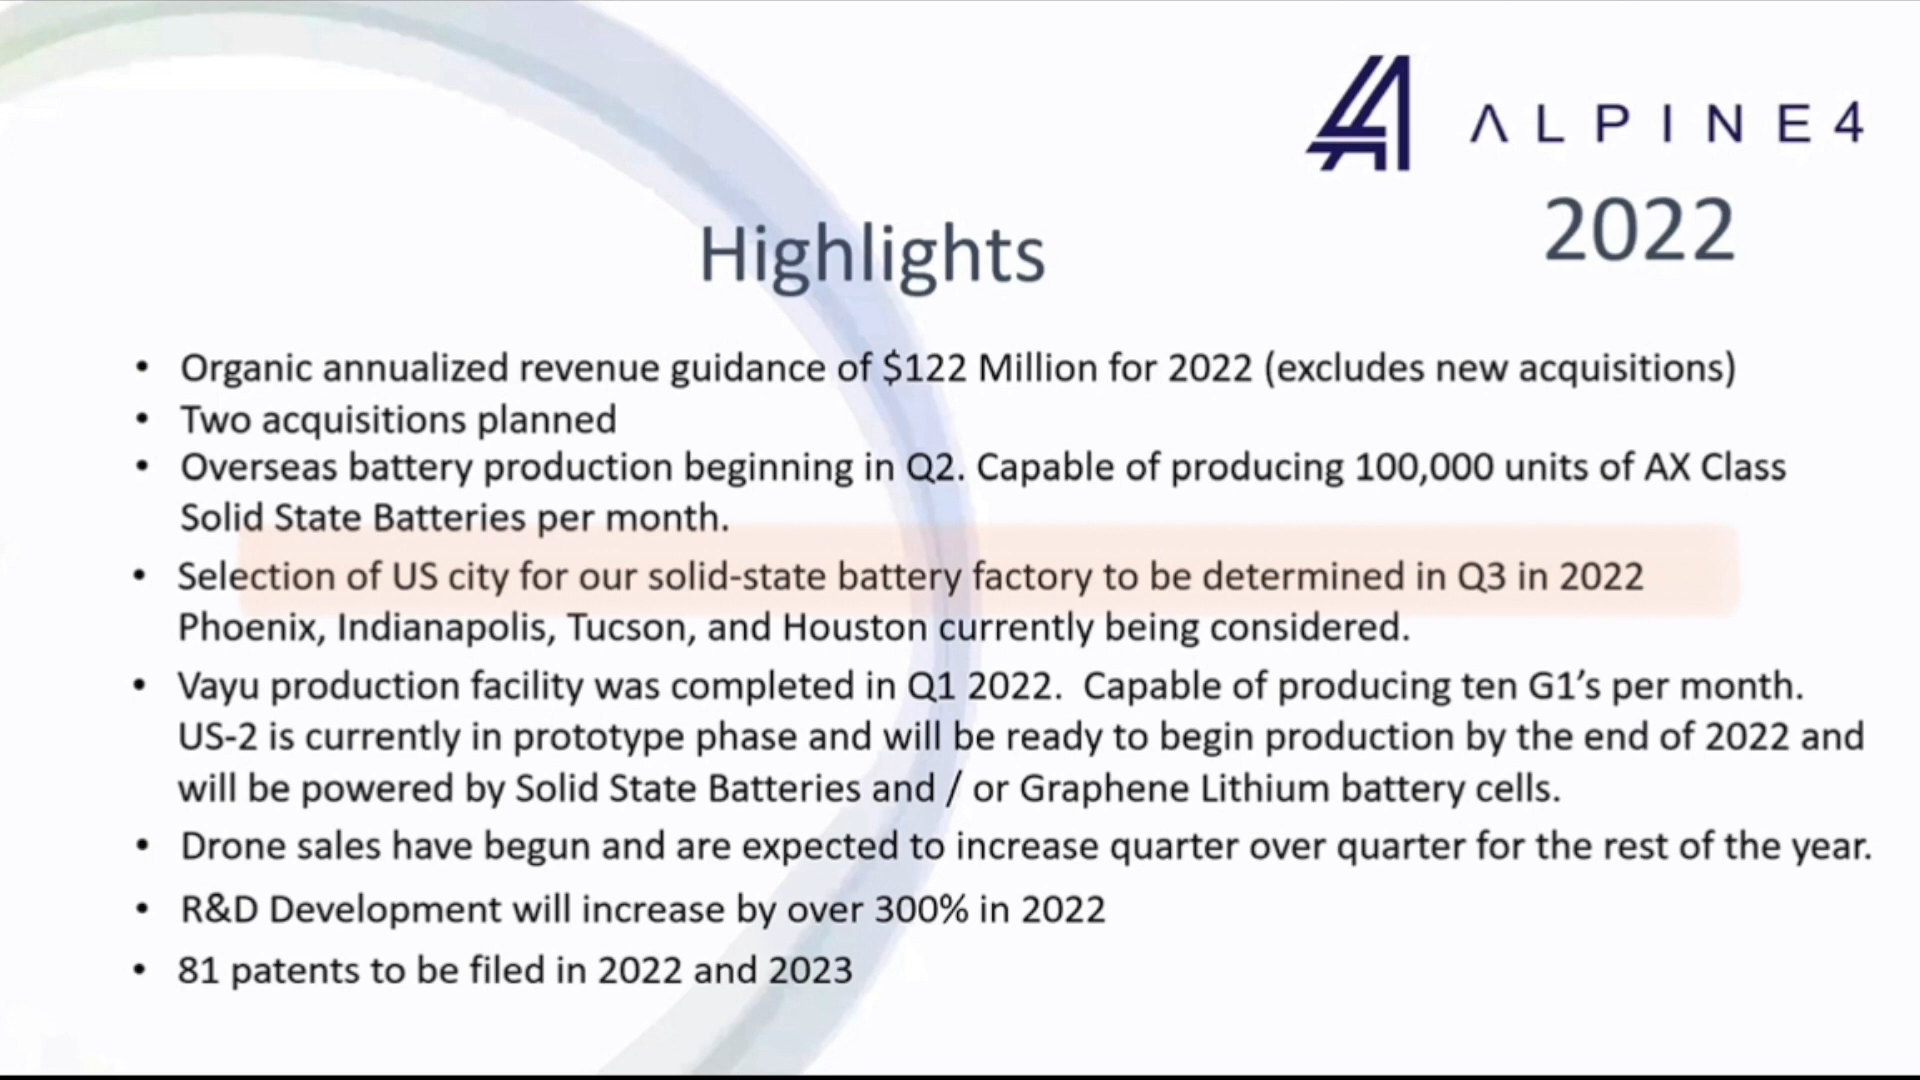 ALPINE4
2022
Highlights
• Organic annualized revenue guidance of $122 Million for 2022 (excludes new acquisitions)
• Two acquisitions planned
• Overseas battery production beginning in Q2. Capable of producing 100,000 units of AX Class
Solid State Batteries per month.
• Selection of US city for our solid-state battery factory to be determined in Q3 in 2022
Phoenix, Indianapolis, Tucson, and Houston currently being considered.
• Vayu production facility was completed in Q1 2022.  Capable of producing ten G1’s per month.
US-2 is currently in prototype phase and will be ready to begin production by the end of 2022 and
will be powered by Solid State Batteries and / or Graphene Lithium battery cells.
• Drone sales have begun and are expected to increase quarter over quarter for the rest of the year.
• R&D Development will increase by over 300% in 2022
• 81 patents to be filed in 2022 and 2023